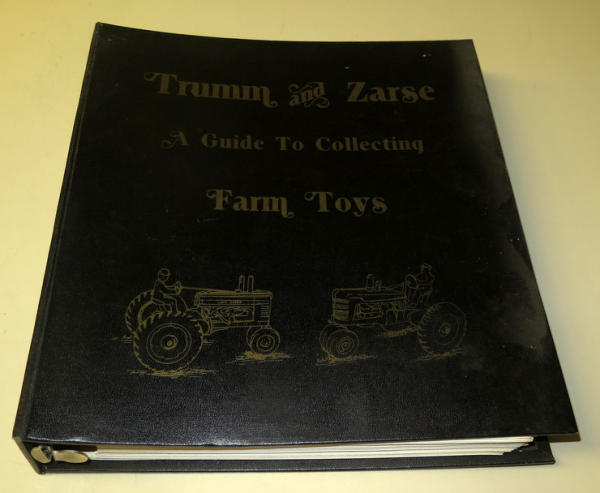 Trumm and Zarse
A Guide To Collecting
Farm Toys